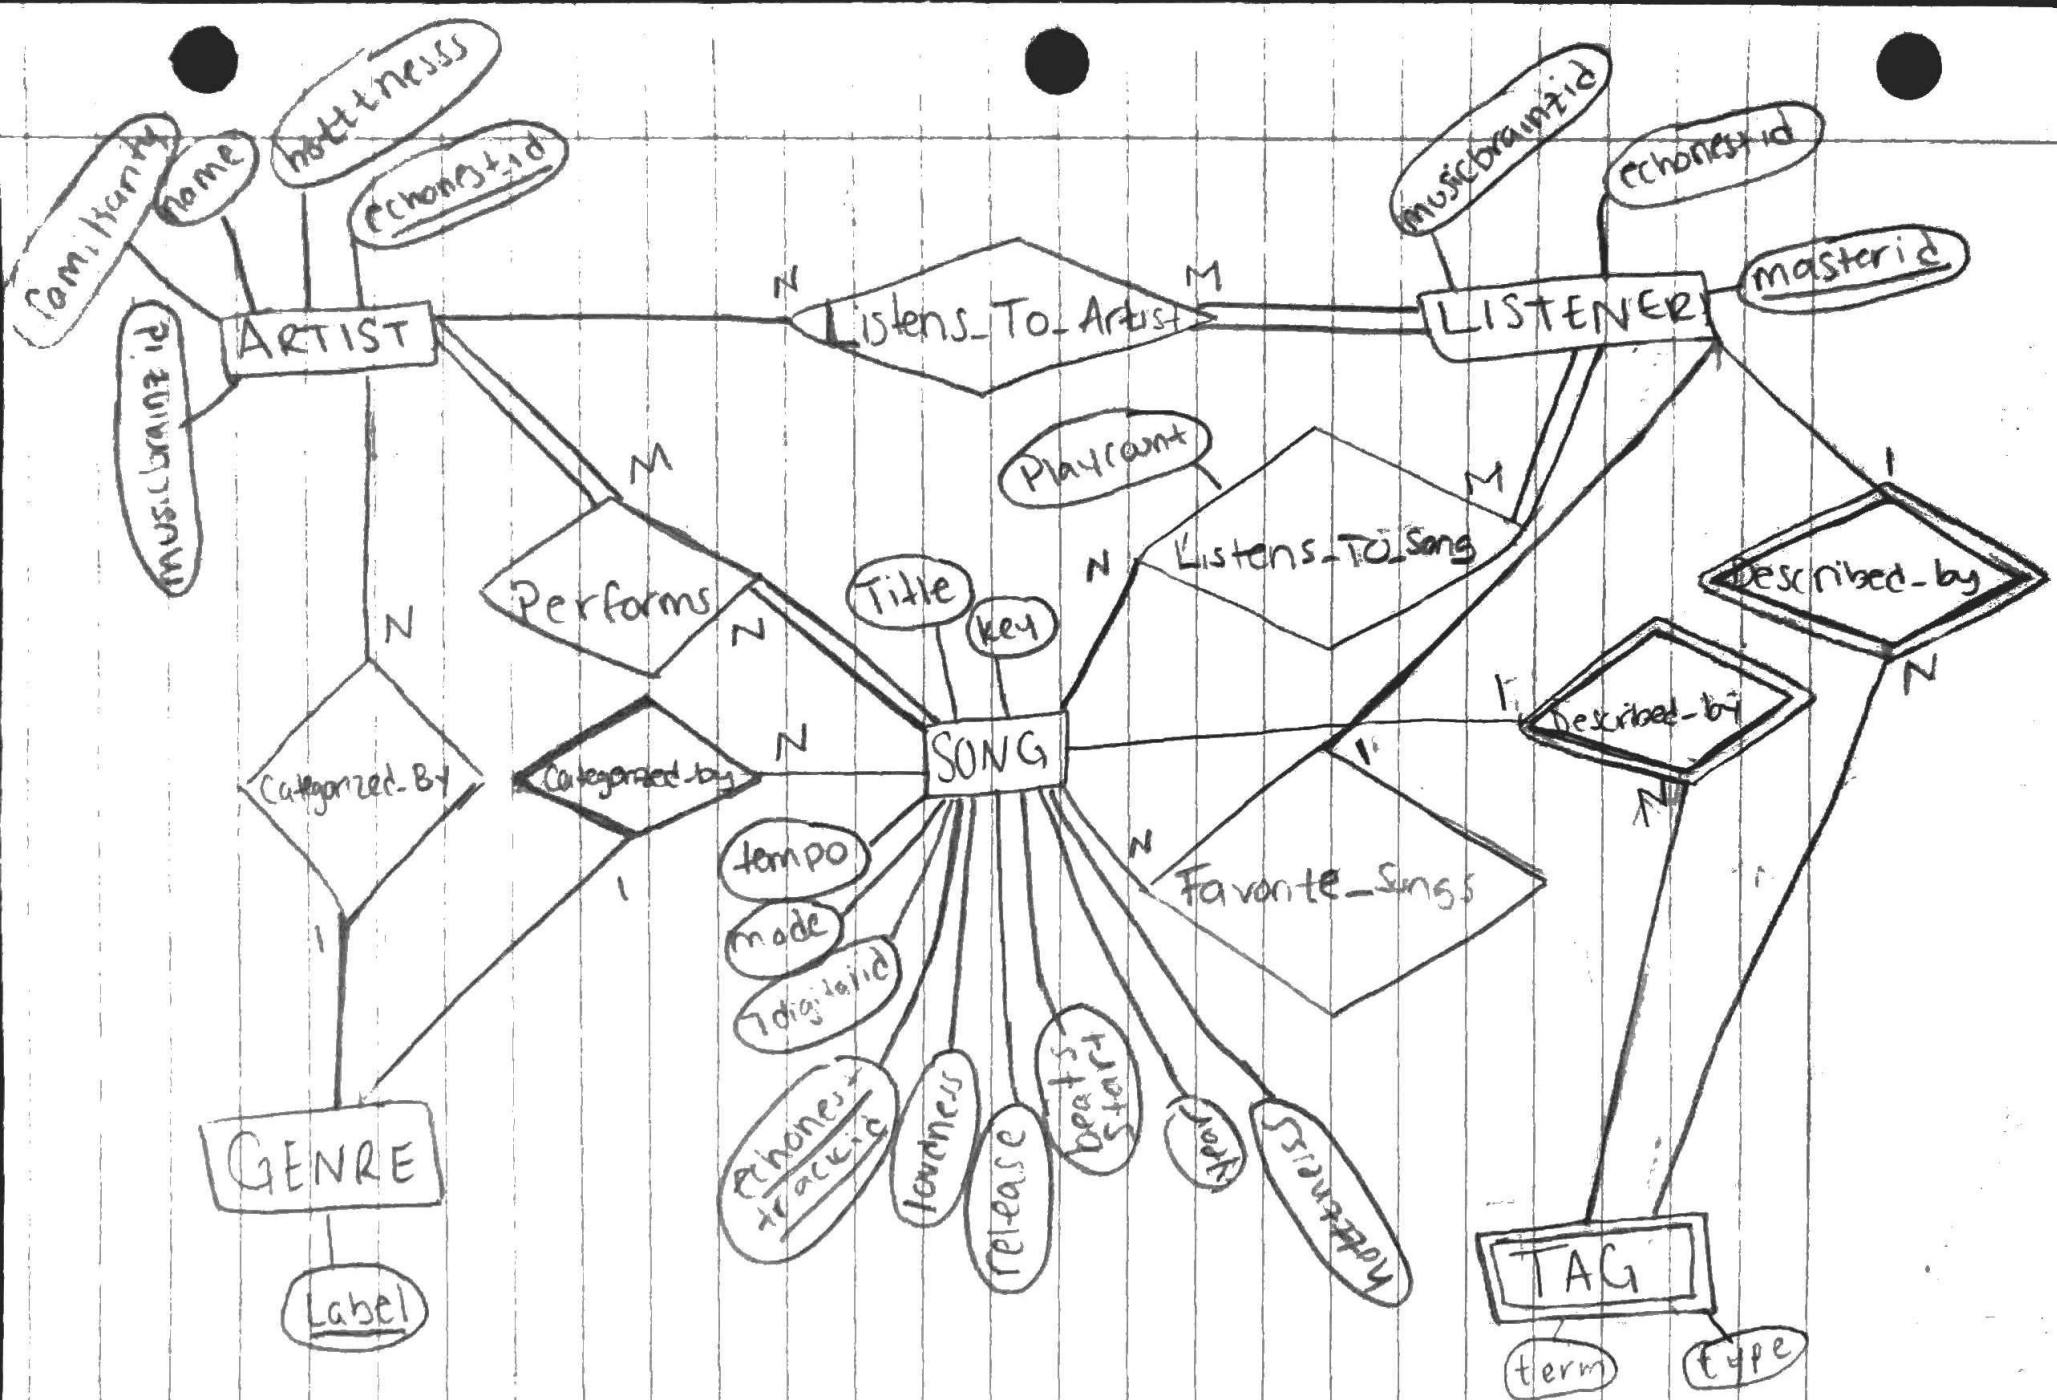 familiarity
name
hotttnesss
echonest_id
musicbrainz id
ARTIST
N
Listens_To_Artist
M
musicbrainzid
echonest id
masterid
LISTENER
M
Performs
N
Playcount
N
Listens_To_Song
M
1
Described_by
N
1
Described_by
N
N
Categorized_By
1
Categorized_by
N
1
Title
key
SONG
tempo
mode
7digitalid
echonest
track id
loudness
release
beats
start
year
hotttnesss
1
N
Favorite_Songs
GENRE
Label
TAG
term
type